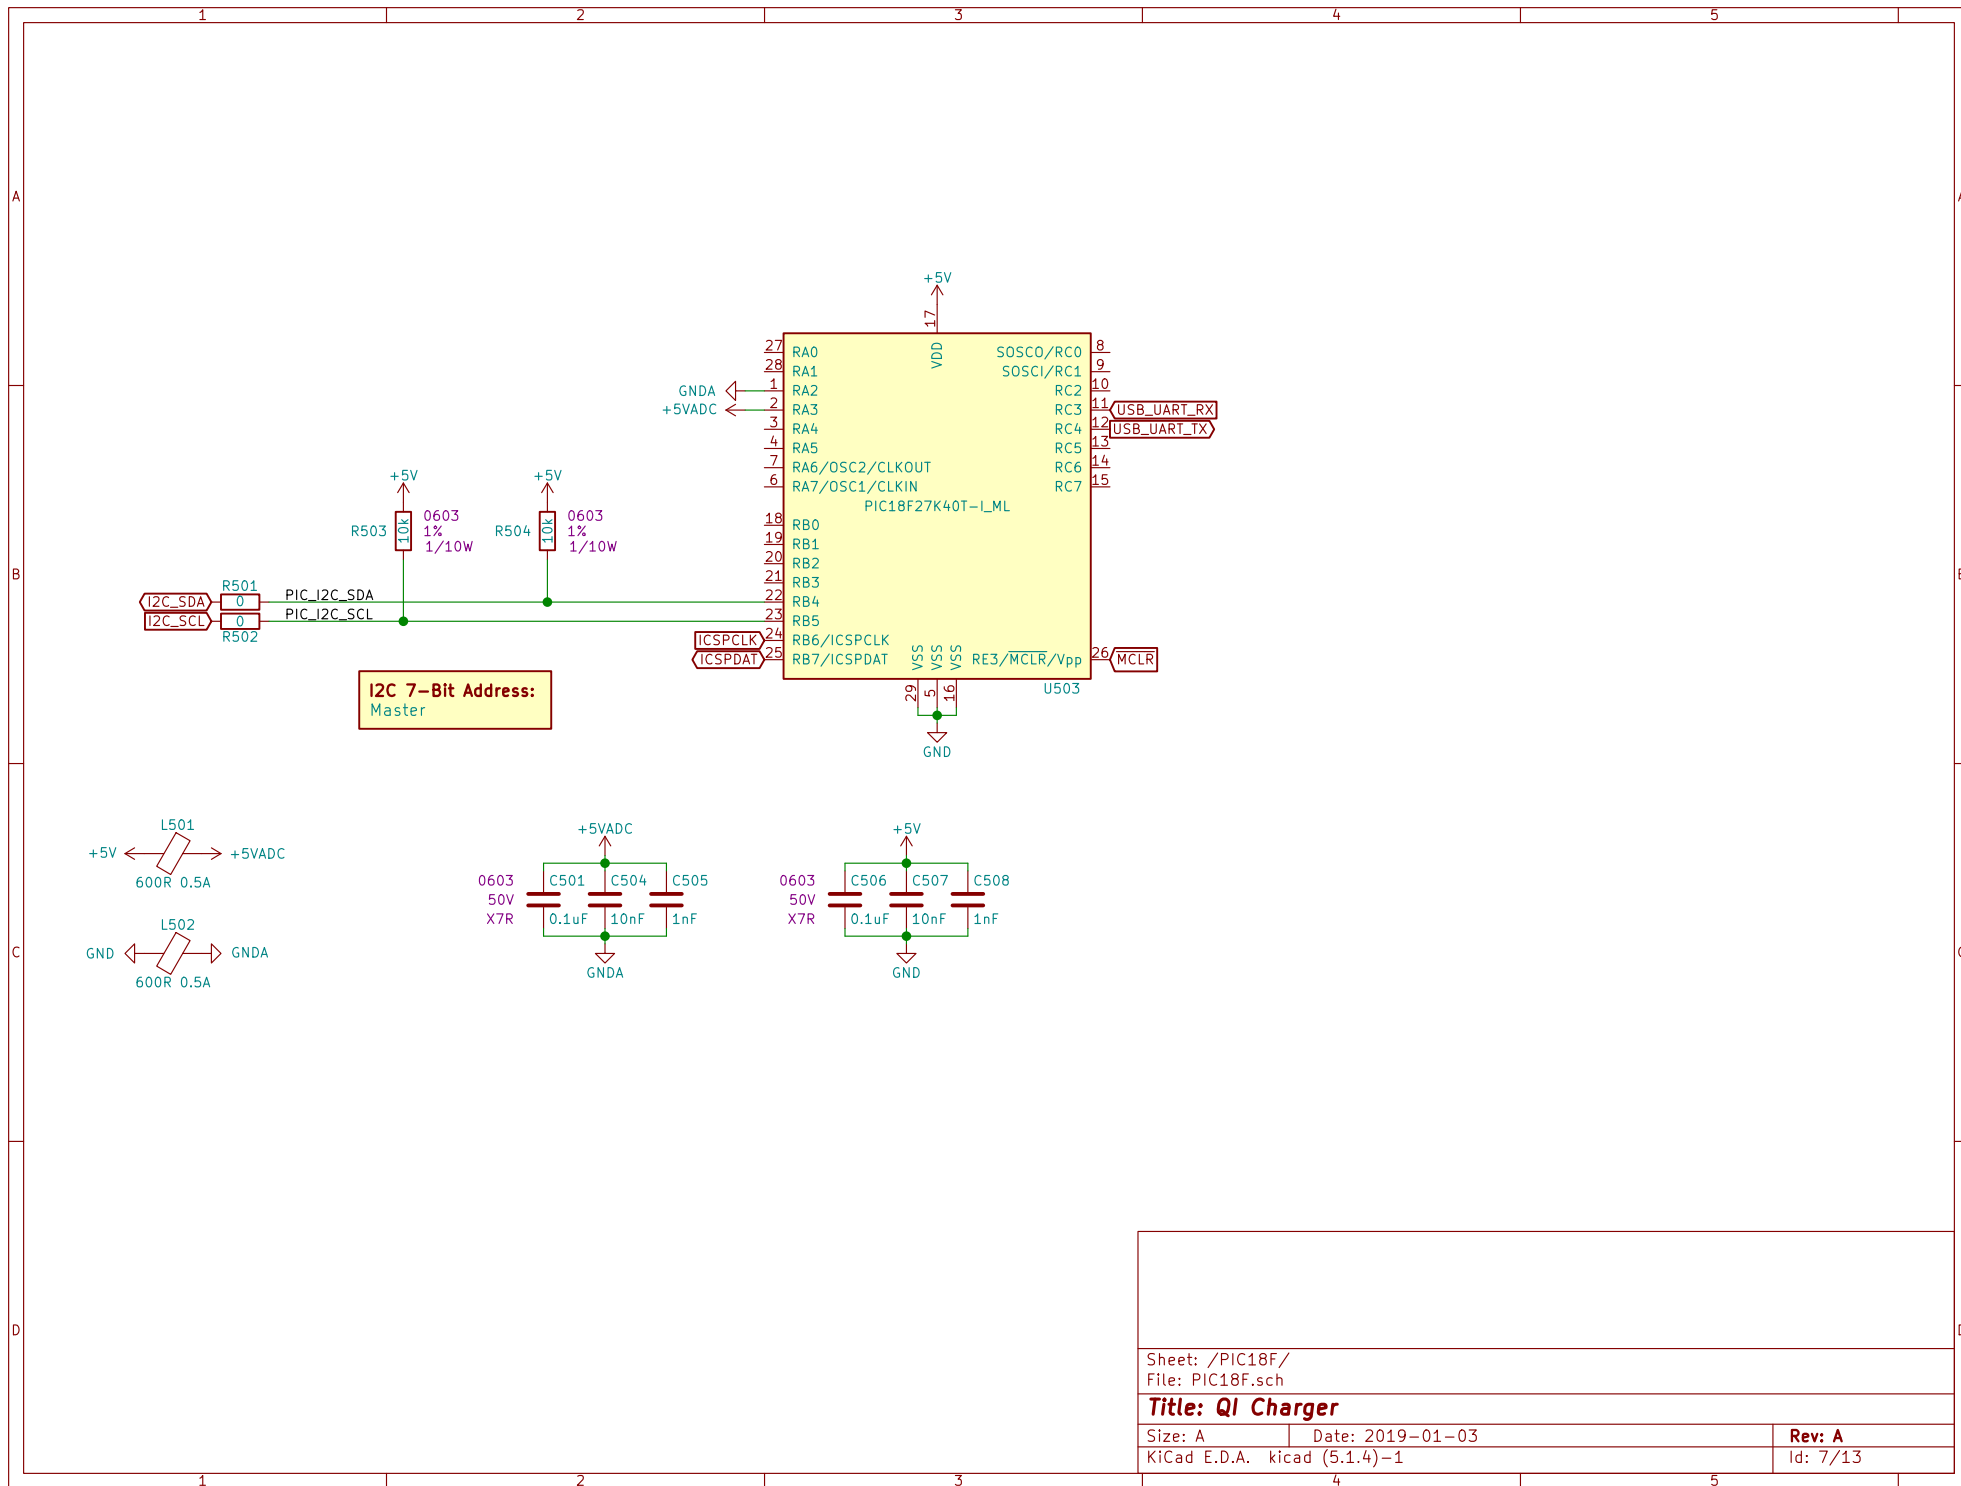 1 2 3 4 5
A
+5V
17
VDD
27 RA0
28 RA1
1 RA2
2 RA3
3 RA4
4 RA5
7 RA6/OSC2/CLKOUT
6 RA7/OSC1/CLKIN
GNDA
+5VADC
SOSCO/RC0 8
SOSCI/RC1 9
RC2 10
RC3 11 USB_UART_RX
RC4 12 USB_UART_TX
RC5 13
RC6 14
RC7 15
PIC18F27K40T-I_ML
18 RB0
19 RB1
20 RB2
21 RB3
22 RB4
23 RB5
ICSPCLK 24 RB6/ICSPCLK
ICSPDAT 25 RB7/ICSPDAT
RE3/MCLR/Vpp 26 MCLR
VSS VSS VSS
29 5 16
U503
GND
+5V
R503 10k
0603
1%
1/10W
+5V
R504 10k
0603
1%
1/10W
B
R501
I2C_SDA 0 PIC_I2C_SDA
I2C_SCL 0 PIC_I2C_SCL
R502
I2C 7-Bit Address:
Master
L501
+5V +5VADC
600R 0.5A
L502
GND GNDA
600R 0.5A
+5VADC
0603 C501 C504 C505
50V
X7R 0.1uF 10nF 1nF
GNDA
+5V
0603 C506 C507 C508
50V
X7R 0.1uF 10nF 1nF
GND
C
D
Sheet: /PIC18F/
File: PIC18F.sch
Title: QI Charger
Size: A Date: 2019-01-03 Rev: A
KiCad E.D.A. kicad (5.1.4)-1 Id: 7/13
1 2 3 4 5